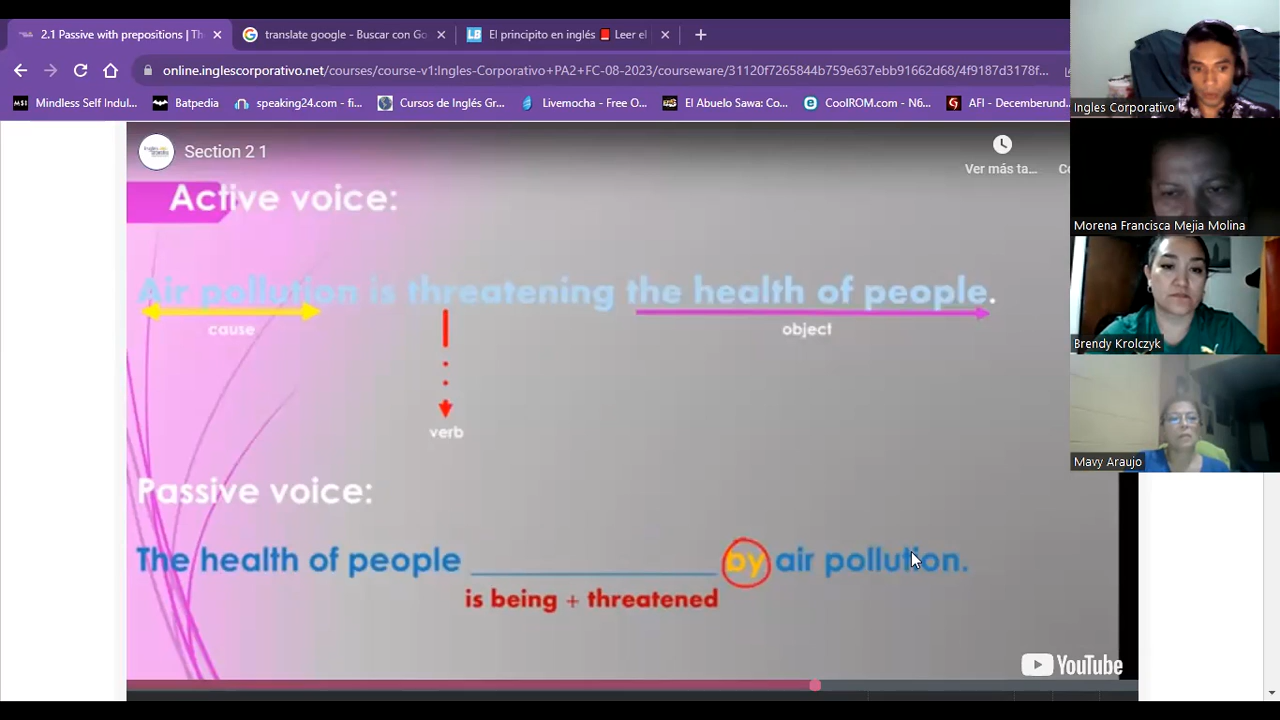 2.1 Passive with prepositions | Th
translate google - Buscar con Go
El principito en inglés 📕 Leer el
online.inglescorporativo.net/courses/course-v1:Ingles-Corporativo+PA2+FC-08-2023/courseware/31120f7265844b759e637ebb91662d68/4f9187d3178f...
Mindless Self Indul...
Batpedia
speaking24.com - fi...
Cursos de Inglés Gr...
Livemocha - Free O...
El Abuelo Sawa: Co...
CoolROM.com - N6...
AFI - Decemberund...
Section 2 1
Ver más ta...
Active voice:
Air pollution is threatening the health of people.
cause
object
verb
Passive voice:
The health of people ____________ by air pollution.
is being + threatened
YouTube
Ingles Corporativo
Morena Francisca Mejia Molina
Brendy Krolczyk
Mavy Araujo